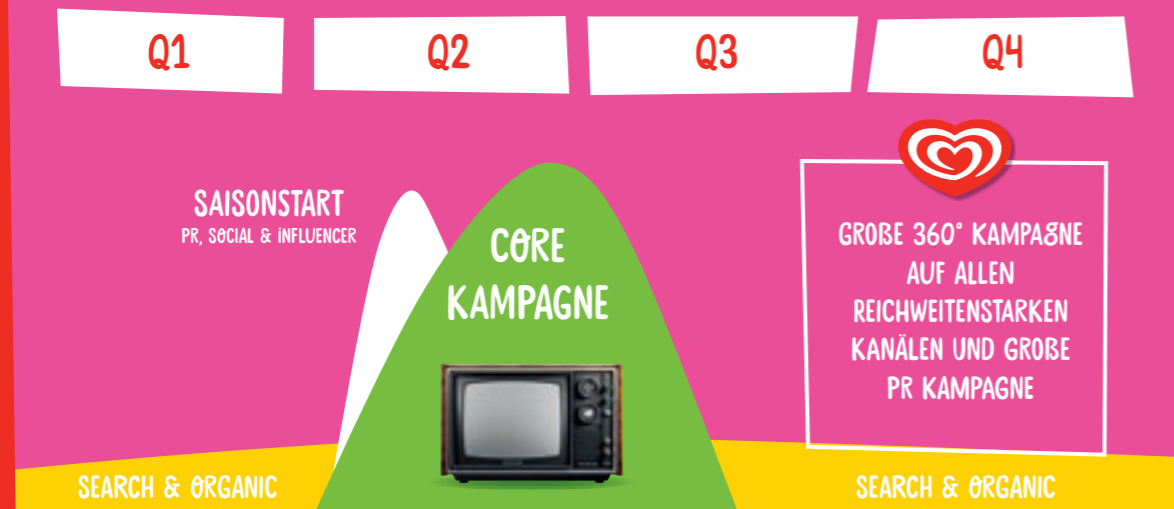 Q1 Q2 Q3 Q4
SAISONSTART
PR, SOCIAL & INFLUENCER
CORE
KAMPAGNE
GROßE 360° KAMPAGNE
AUF ALLEN
REICHWEITENSTARKEN
KANÄLEN UND GROßE
PR KAMPAGNE
SEARCH & ORGANIC
SEARCH & ORGANIC